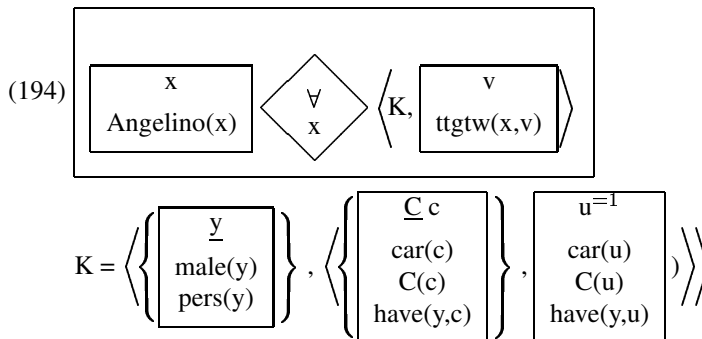 x ∀ v
(194) Angelino(x) x ⟨K, ttgtw(x,v)⟩
y C c u=1
male(y) car(c) car(u)
K = ⟨{ pers(y) } , ⟨{ C(c) } , C(u) )⟩⟩
have(y,c) have(y,u)